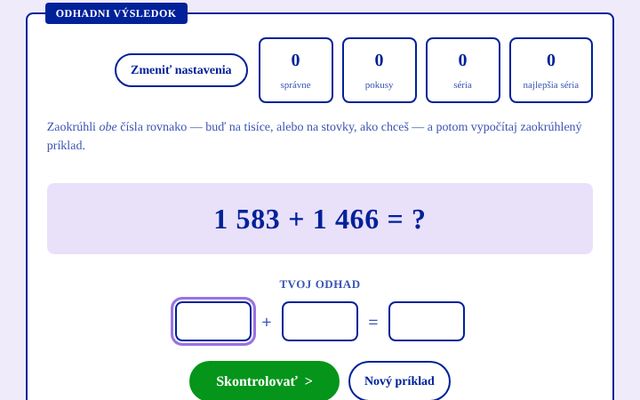 ODHADNI VÝSLEDOK
Zmeniť nastavenia
0
správne
0
pokusy
0
séria
0
najlepšia séria
Zaokrúhli obe čísla rovnako — buď na tisíce, alebo na stovky, ako chceš — a potom vypočítaj zaokrúhlený
príklad.
1 583 + 1 466 = ?
TVOJ ODHAD
+ =
Skontrolovať >
Nový príklad